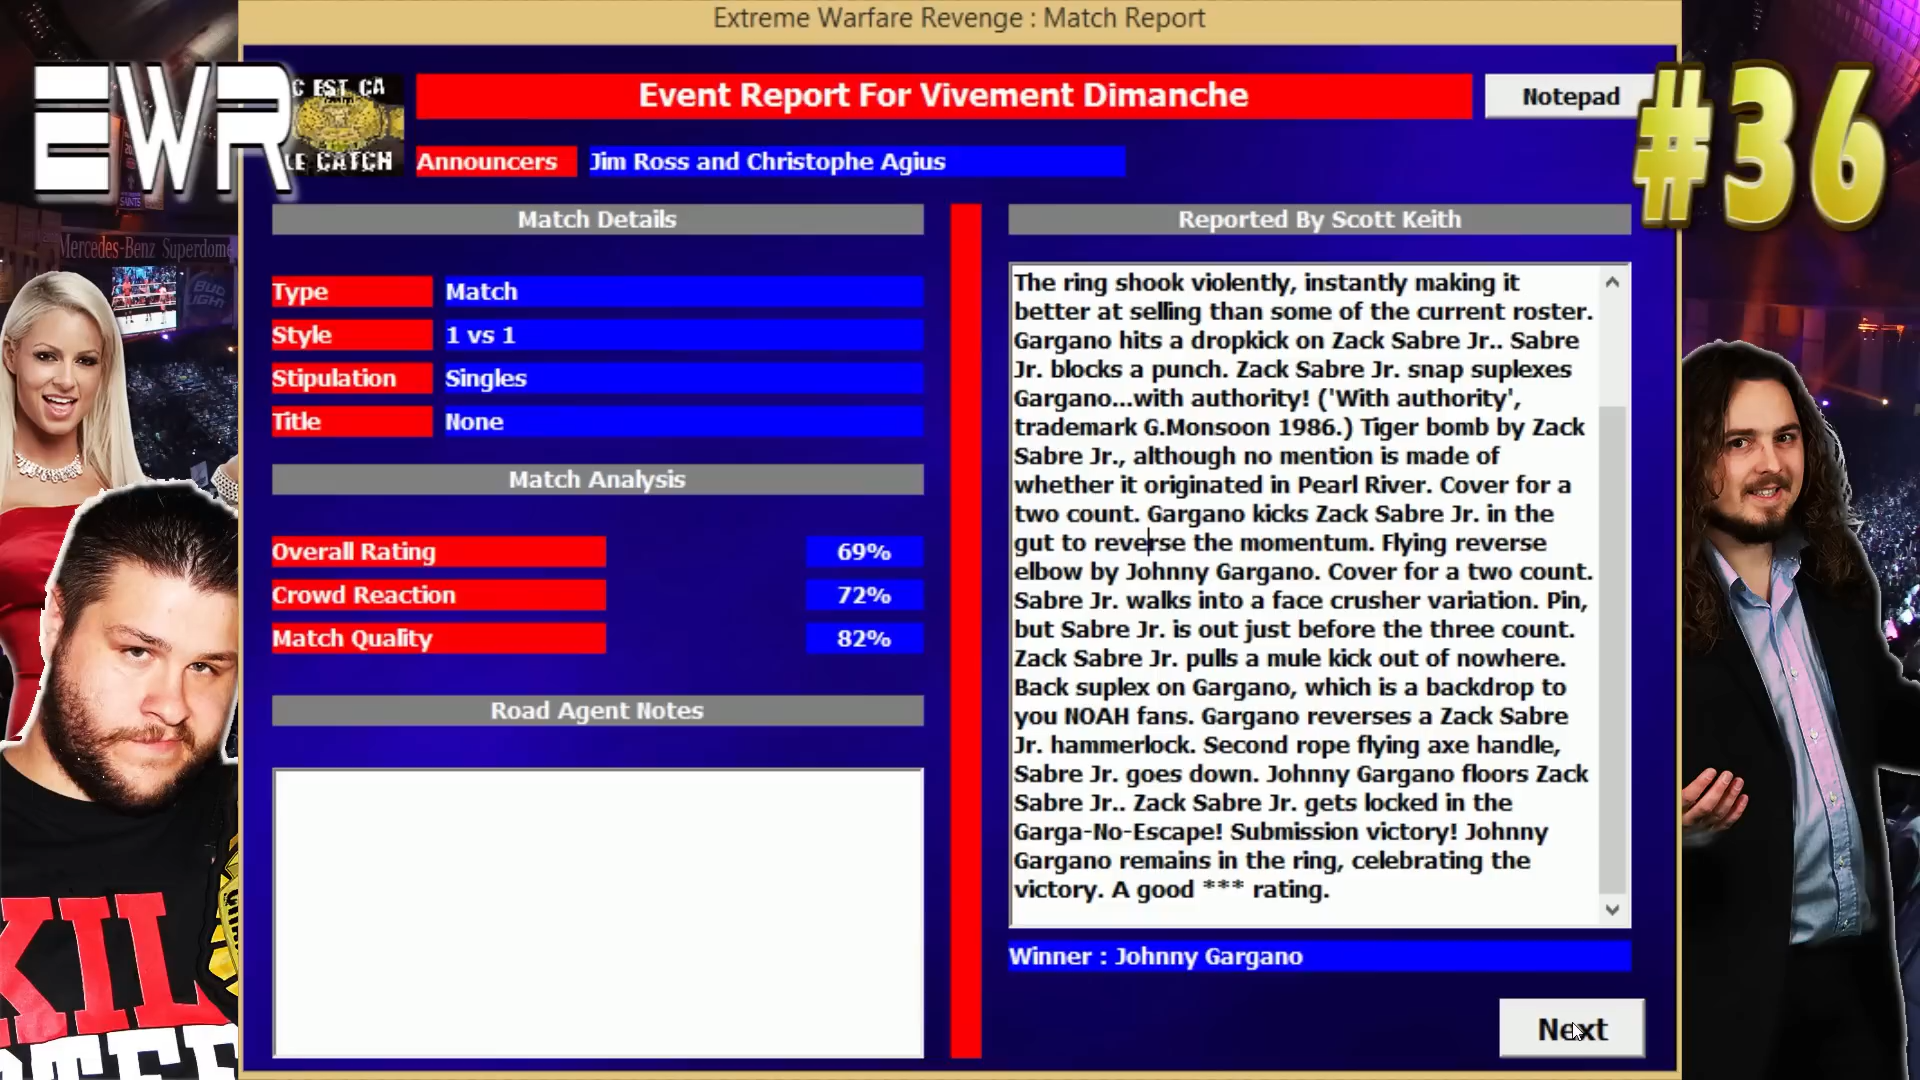 Extreme Warfare Revenge : Match Report
EWR
C EST CA
LE CATCH
Event Report For Vivement Dimanche
Notepad
#36
Announcers
Jim Ross and Christophe Agius
Mercedes-Benz Superdome
BUD LIGHT
Match Details
Type
Match
Style
1 vs 1
Stipulation
Singles
Title
None
Match Analysis
Overall Rating
69%
Crowd Reaction
72%
Match Quality
82%
Road Agent Notes
Reported By Scott Keith
The ring shook violently, instantly making it
better at selling than some of the current roster.
Gargano hits a dropkick on Zack Sabre Jr.. Sabre
Jr. blocks a punch. Zack Sabre Jr. snap suplexes
Gargano...with authority! ('With authority',
trademark G.Monsoon 1986.) Tiger bomb by Zack
Sabre Jr., although no mention is made of
whether it originated in Pearl River. Cover for a
two count. Gargano kicks Zack Sabre Jr. in the
gut to reverse the momentum. Flying reverse
elbow by Johnny Gargano. Cover for a two count.
Sabre Jr. walks into a face crusher variation. Pin,
but Sabre Jr. is out just before the three count.
Zack Sabre Jr. pulls a mule kick out of nowhere.
Back suplex on Gargano, which is a backdrop to
you NOAH fans. Gargano reverses a Zack Sabre
Jr. hammerlock. Second rope flying axe handle,
Sabre Jr. goes down. Johnny Gargano floors Zack
Sabre Jr.. Zack Sabre Jr. gets locked in the
Garga-No-Escape! Submission victory! Johnny
Gargano remains in the ring, celebrating the
victory. A good *** rating.
Winner : Johnny Gargano
Next
KIL